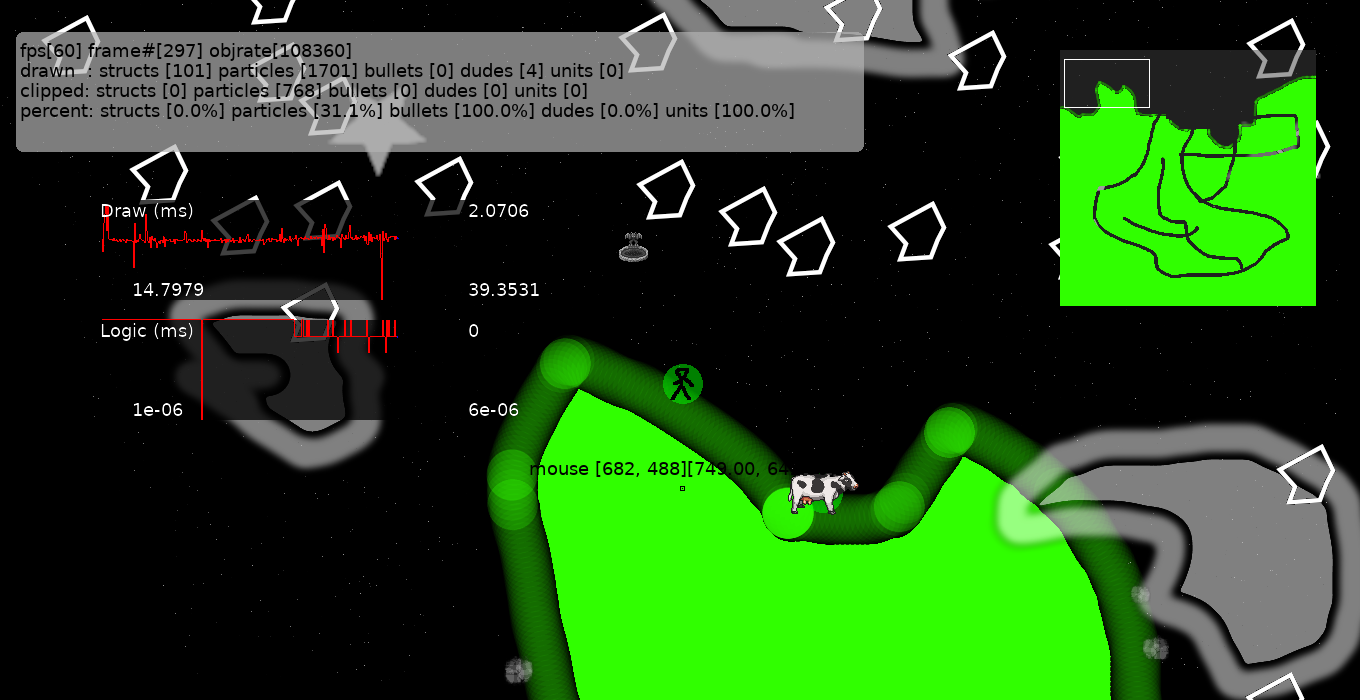 fps[60] frame#[297] objrate[108360]
drawn : structs [101] particles [1701] bullets [0] dudes [4] units [0]
clipped: structs [0] particles [768] bullets [0] dudes [0] units [0]
percent: structs [0.0%] particles [31.1%] bullets [100.0%] dudes [0.0%] units [100.0%]
Draw (ms) 2.0706
14.7979 39.3531
Logic (ms) 0
1e-06 6e-06
mouse [682, 488][749.00, 64